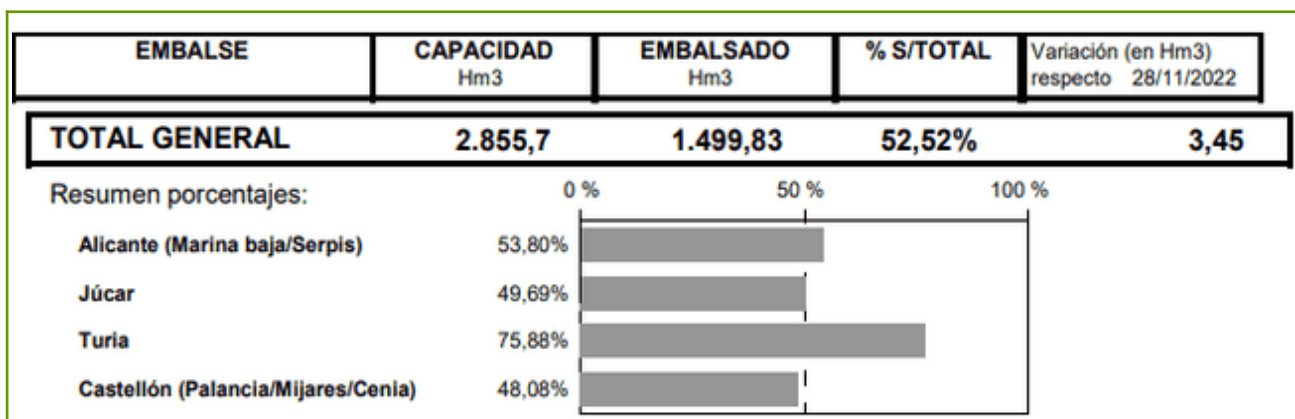 EMBALSE CAPACIDAD EMBALSADO % S/TOTAL Variación (en Hm3)
Hm3 Hm3 respecto 28/11/2022
TOTAL GENERAL 2.855,7 1.499,83 52,52% 3,45
Resumen porcentajes: 0 % 50 % 100 %
Alicante (Marina baja/Serpis) 53,80%
Júcar 49,69%
Turia 75,88%
Castellón (Palancia/Mijares/Cenia) 48,08%